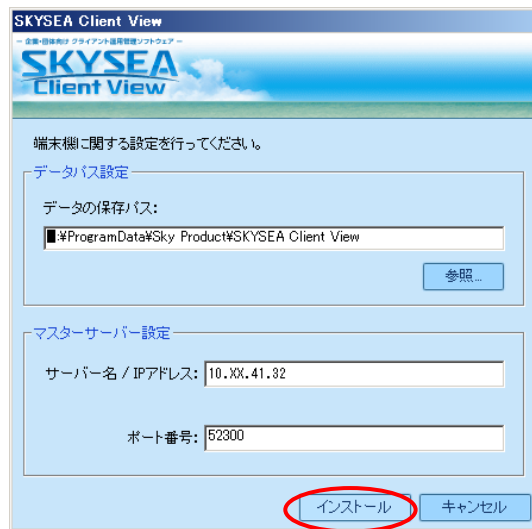 SKYSEA Client View
― 企業・団体向け クライアント運用管理ソフトウェア ―
SKYSEA
Client View
端末機に関する設定を行ってください。
データパス設定
データの保存パス:
:¥ProgramData¥Sky Product¥SKYSEA Client View
参照...
マスターサーバー設定
サーバー名 / IPアドレス: 10.XX.41.32
ポート番号: 52300
インストール キャンセル